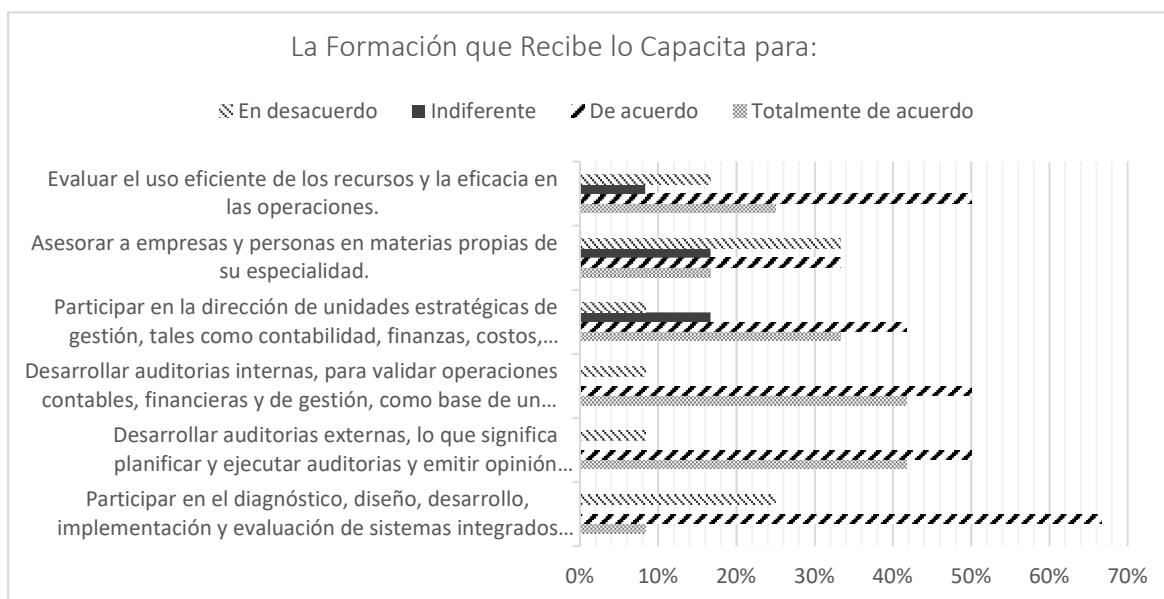 La Formación que Recibe lo Capacita para:
En desacuerdo Indiferente De acuerdo Totalmente de acuerdo
Evaluar el uso eficiente de los recursos y la eficacia en
las operaciones.
Asesorar a empresas y personas en materias propias de
su especialidad.
Participar en la dirección de unidades estratégicas de
gestión, tales como contabilidad, finanzas, costos,…
Desarrollar auditorias internas, para validar operaciones
contables, financieras y de gestión, como base de un…
Desarrollar auditorias externas, lo que significa
planificar y ejecutar auditorias y emitir opinión…
Participar en el diagnóstico, diseño, desarrollo,
implementación y evaluación de sistemas integrados…
0% 10% 20% 30% 40% 50% 60% 70%